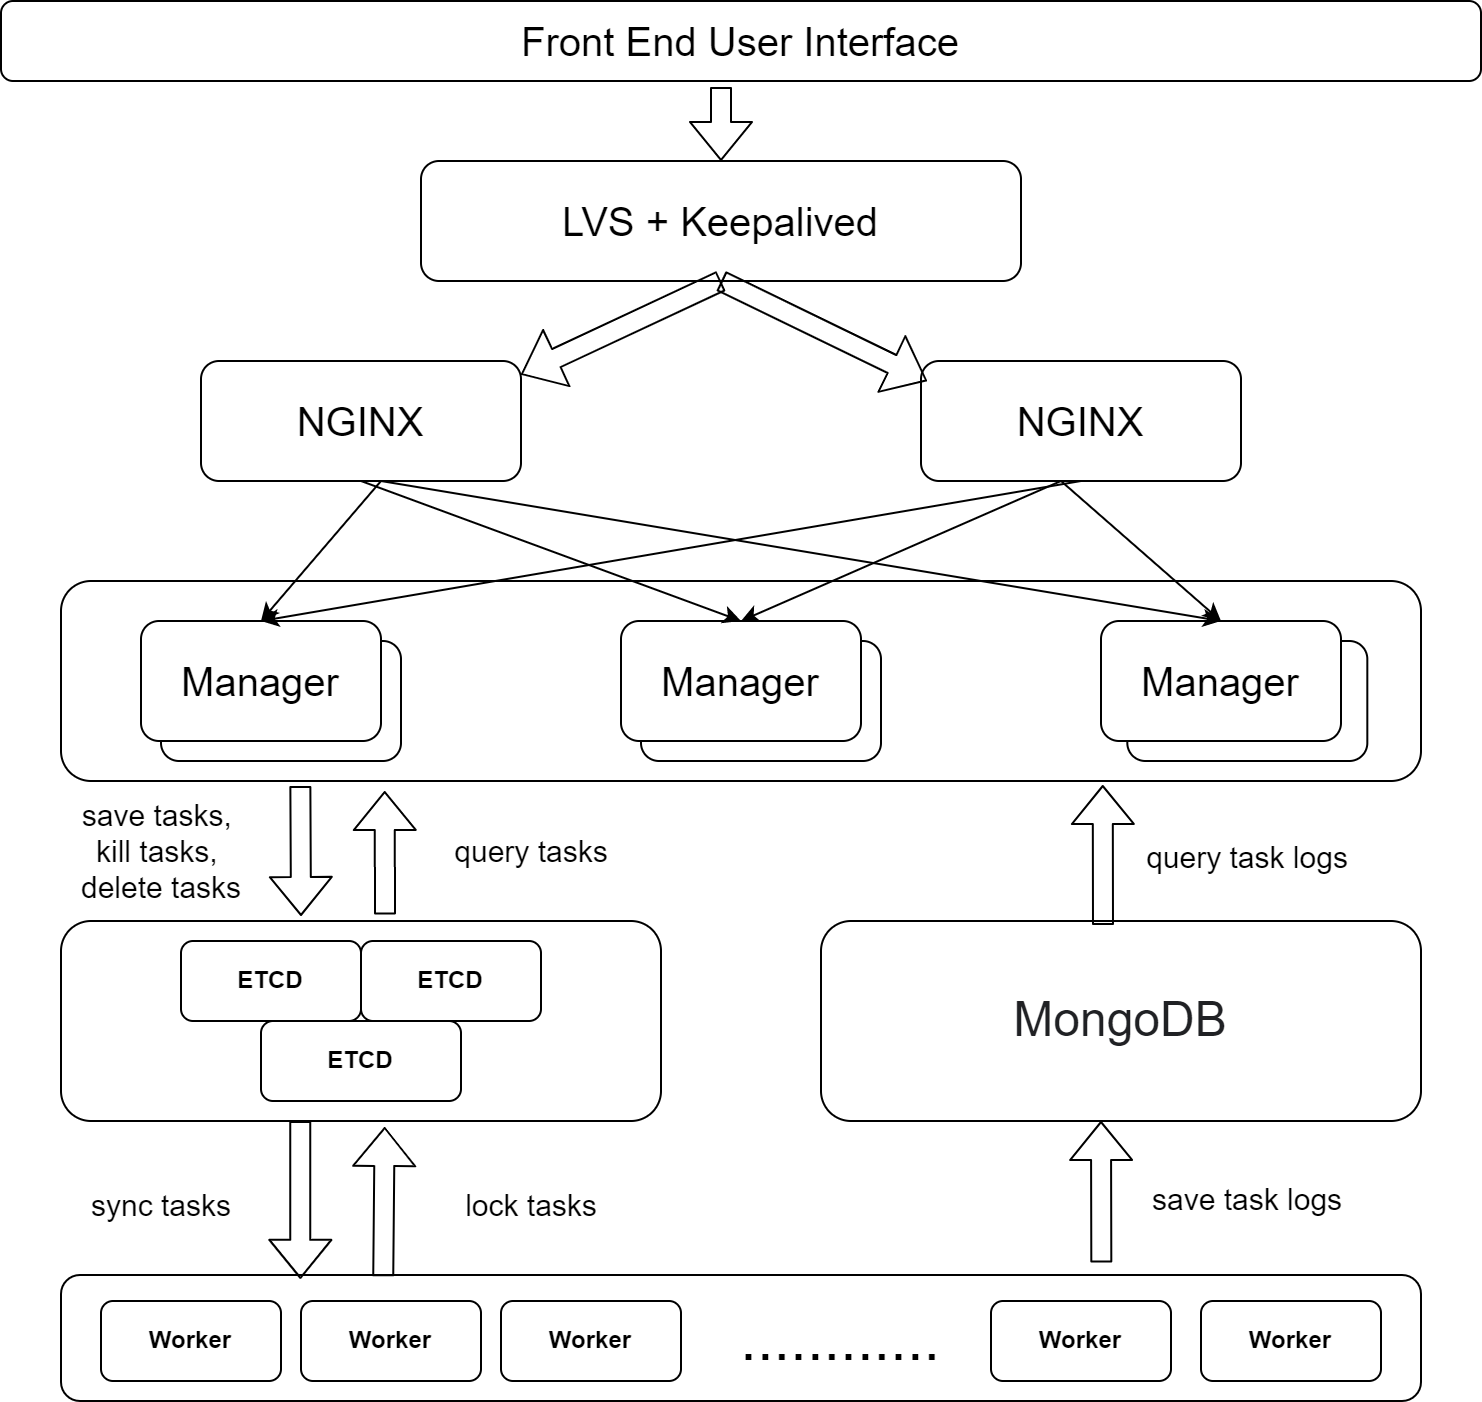 Front End User Interface
LVS + Keepalived
NGINX
NGINX
Manager
Manager
Manager
save tasks,
kill tasks,
delete tasks
query tasks
query task logs
ETCD
ETCD
ETCD
MongoDB
sync tasks
lock tasks
save task logs
Worker
Worker
Worker
............
Worker
Worker